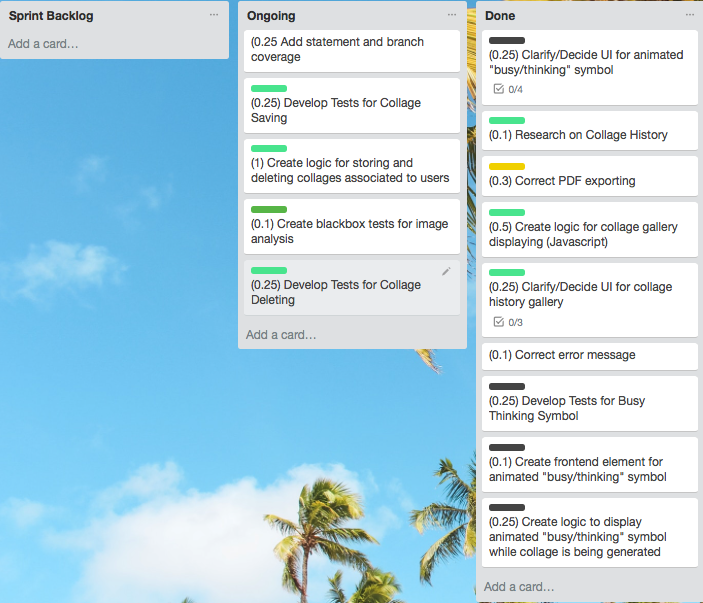 Sprint Backlog
Add a card…
Ongoing
(0.25 Add statement and branch
coverage
(0.25) Develop Tests for Collage
Saving
(1) Create logic for storing and
deleting collages associated to users
(0.1) Create blackbox tests for image
analysis
(0.25) Develop Tests for Collage
Deleting
Add a card…
Done
(0.25) Clarify/Decide UI for animated
"busy/thinking" symbol
0/4
(0.1) Research on Collage History
(0.3) Correct PDF exporting
(0.5) Create logic for collage gallery
displaying (Javascript)
(0.25) Clarify/Decide UI for collage
history gallery
0/3
(0.1) Correct error message
(0.25) Develop Tests for Busy
Thinking Symbol
(0.1) Create frontend element for
animated "busy/thinking" symbol
(0.25) Create logic to display
animated "busy/thinking" symbol
while collage is being generated
Add a card…